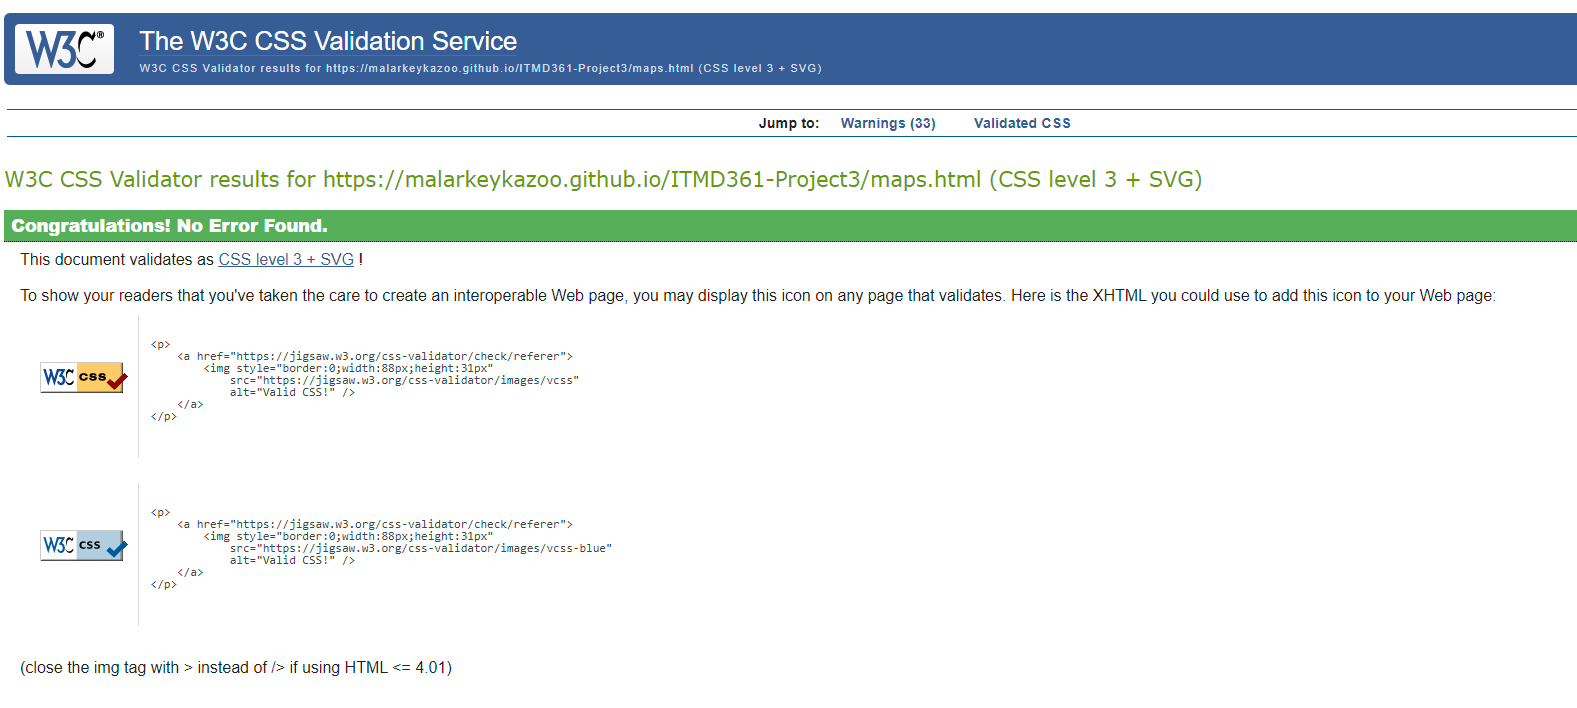 W3C®
The W3C CSS Validation Service
W3C CSS Validator results for https://malarkeykazoo.github.io/ITMD361-Project3/maps.html (CSS level 3 + SVG)
Jump to: Warnings (33) Validated CSS
W3C CSS Validator results for https://malarkeykazoo.github.io/ITMD361-Project3/maps.html (CSS level 3 + SVG)
Congratulations! No Error Found.
This document validates as CSS level 3 + SVG !
To show your readers that you've taken the care to create an interoperable Web page, you may display this icon on any page that validates. Here is the XHTML you could use to add this icon to your Web page:
W3C css
<p>
    <a href="https://jigsaw.w3.org/css-validator/check/referer">
        <img style="border:0;width:88px;height:31px"
            src="https://jigsaw.w3.org/css-validator/images/vcss"
            alt="Valid CSS!" />
    </a>
</p>
W3C css
<p>
    <a href="https://jigsaw.w3.org/css-validator/check/referer">
        <img style="border:0;width:88px;height:31px"
            src="https://jigsaw.w3.org/css-validator/images/vcss-blue"
            alt="Valid CSS!" />
    </a>
</p>
(close the img tag with > instead of /> if using HTML <= 4.01)